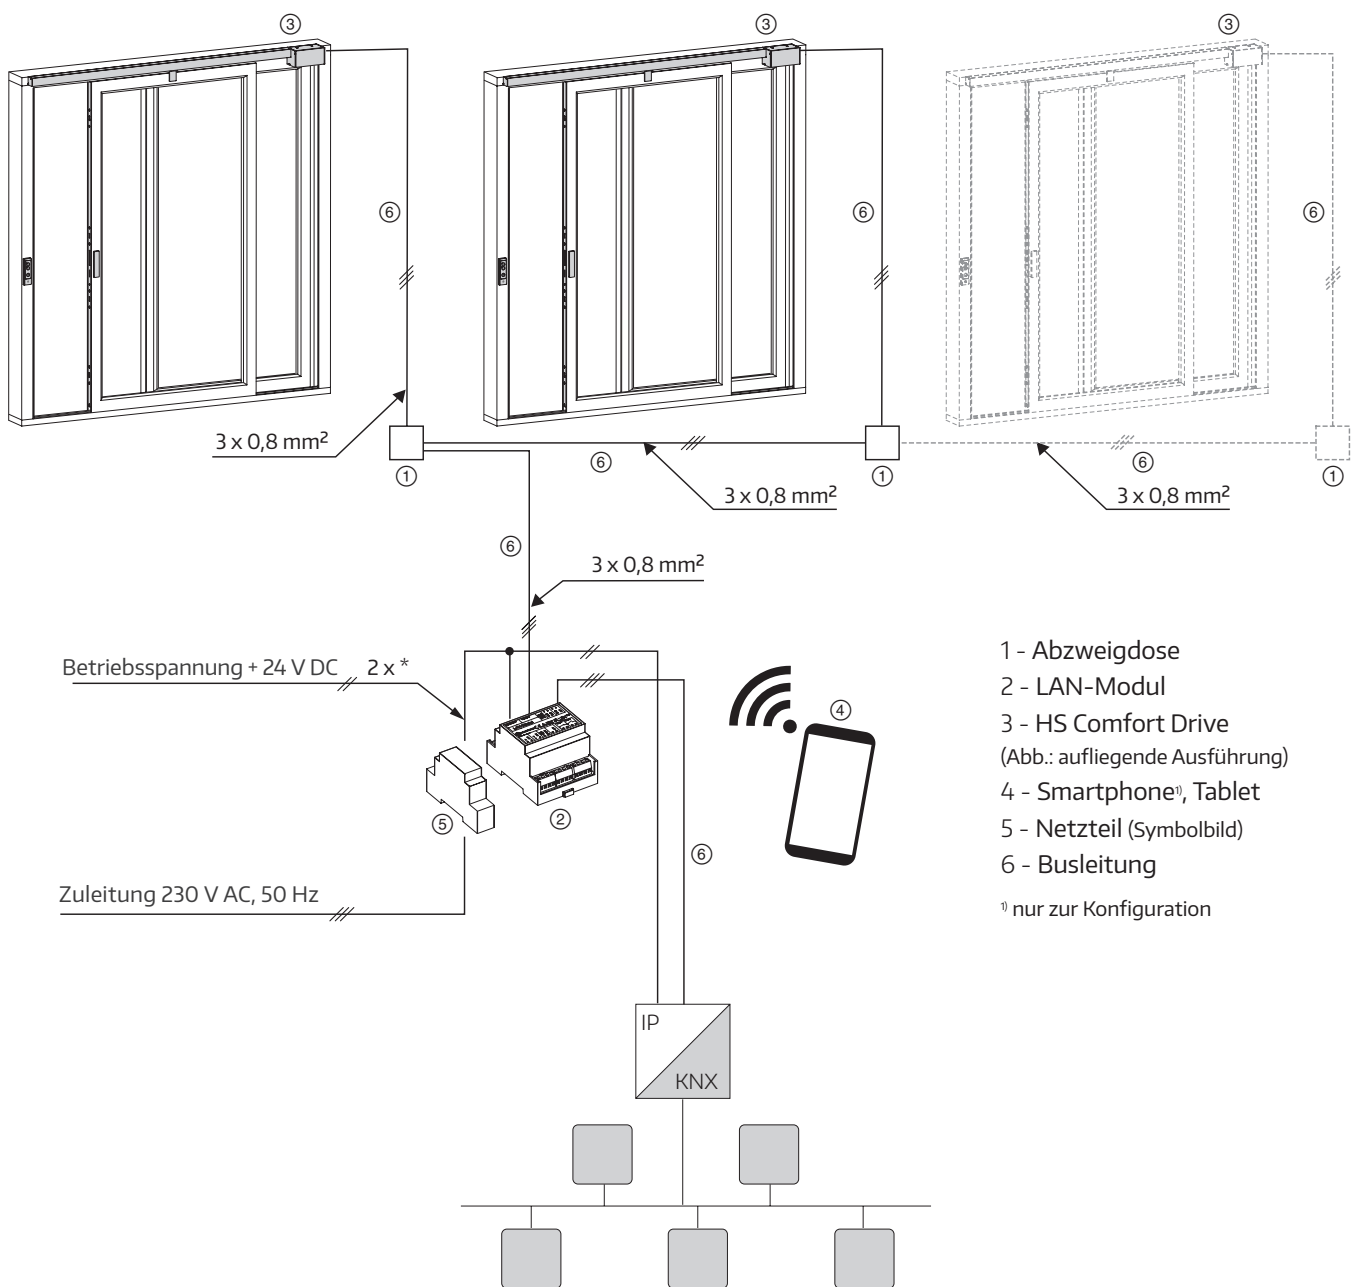 ③ ③ ③
⑥ ⑥ ⑥
3 x 0,8 mm²
① ⑥ ① ⑥ ①
3 x 0,8 mm² 3 x 0,8 mm²
⑥
3 x 0,8 mm²
Betriebsspannung + 24 V DC 2 x *
④
⑤ ②
⑥
Zuleitung 230 V AC, 50 Hz
1 - Abzweigdose
2 - LAN-Modul
3 - HS Comfort Drive
(Abb.: aufliegende Ausführung)
4 - Smartphone¹⁾, Tablet
5 - Netzteil (Symbolbild)
6 - Busleitung
¹⁾ nur zur Konfiguration
IP
KNX